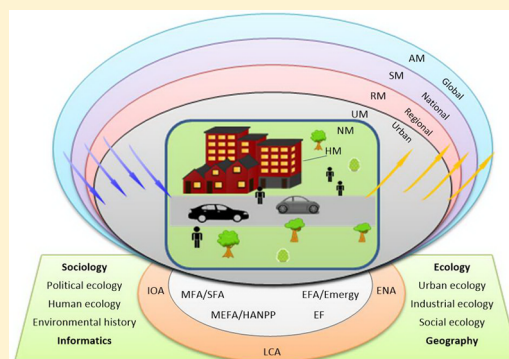 AM
Global
SM
National
RM
Regional
UM
Urban
NM
HM
Sociology
Political ecology
Human ecology
Environmental history
Informatics
IOA
MFA/SFA
EFA/Emergy
MEFA/HANPP
EF
ENA
LCA
Ecology
Urban ecology
Industrial ecology
Social ecology
Geography